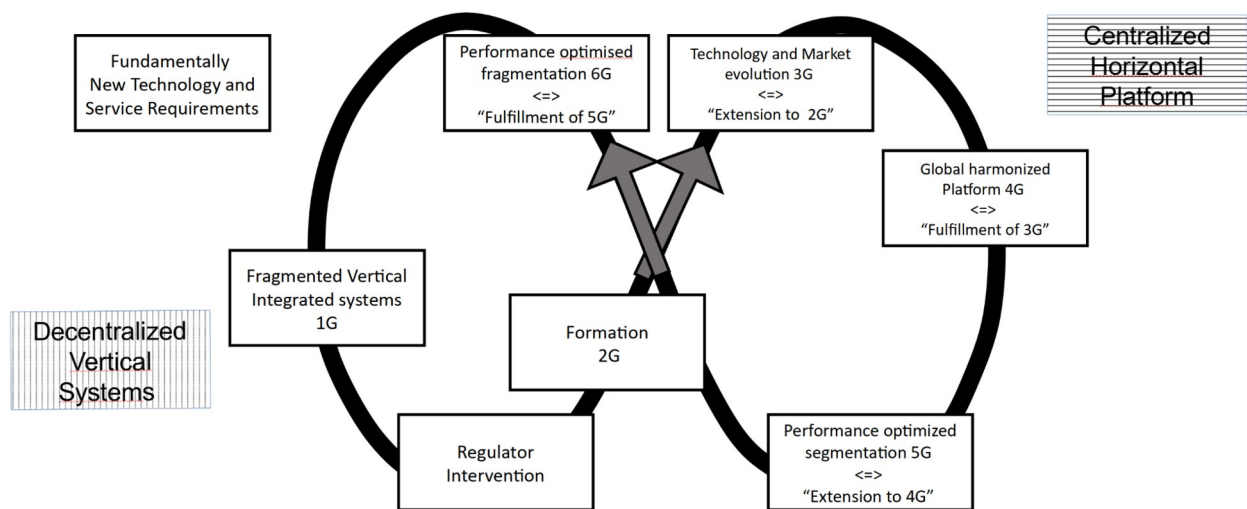 Fundamentally
New Technology and
Service Requirements
Performance optimised
fragmentation 6G
<=>
“Fulfillment of 5G”
Technology and Market
evolution 3G
<=>
“Extension to  2G”
Centralized
Horizontal
Platform
Global harmonized
Platform 4G
<=>
“Fulfillment of 3G”
Fragmented Vertical
Integrated systems
1G
Decentralized
Vertical
Systems
Formation
2G
Regulator
Intervention
Performance optimized
segmentation 5G
<=>
“Extension to 4G”